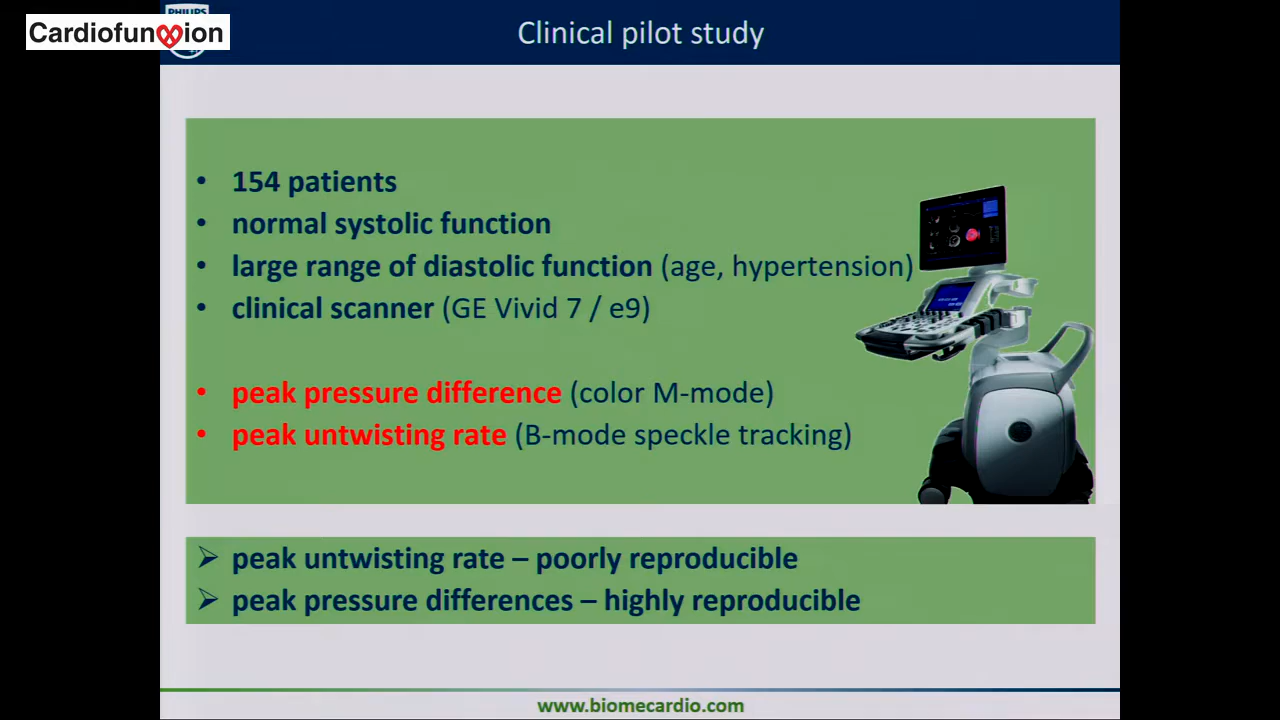 PHILIPS
Cardiofunxion
Clinical pilot study
• 154 patients
• normal systolic function
• large range of diastolic function (age, hypertension)
• clinical scanner (GE Vivid 7 / e9)
• peak pressure difference (color M-mode)
• peak untwisting rate (B-mode speckle tracking)
➢ peak untwisting rate – poorly reproducible
➢ peak pressure differences – highly reproducible
www.biomecardio.com